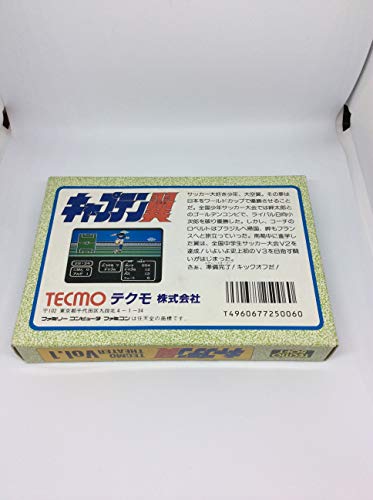 キャプテン翼
サッカー大好き少年、大空翼。その夢は
日本をワールドカップで優勝させること
だ。全国少年サッカー大会では岬太郎と
のゴールデンコンビで、ライバル日向小
次郎を破り優勝した。しかし、コーチの
ロベルトはブラジルへ帰国、岬もフラン
スへと旅立っていった。南葛中に進学し
た翼は、全国中学生サッカー大会V2を
達成!いよいよ史上初のV3を目指す戦
いがはじまった。
さぁ、準備完了!キックオフだ!
TECMO テクモ 株式会社
〒102 東京都千代田区九段北4-1-34
ファミリーコンピュータ ファミコンは任天堂の商標です。
T4960677250060
TECMO
THEATER Vol.1